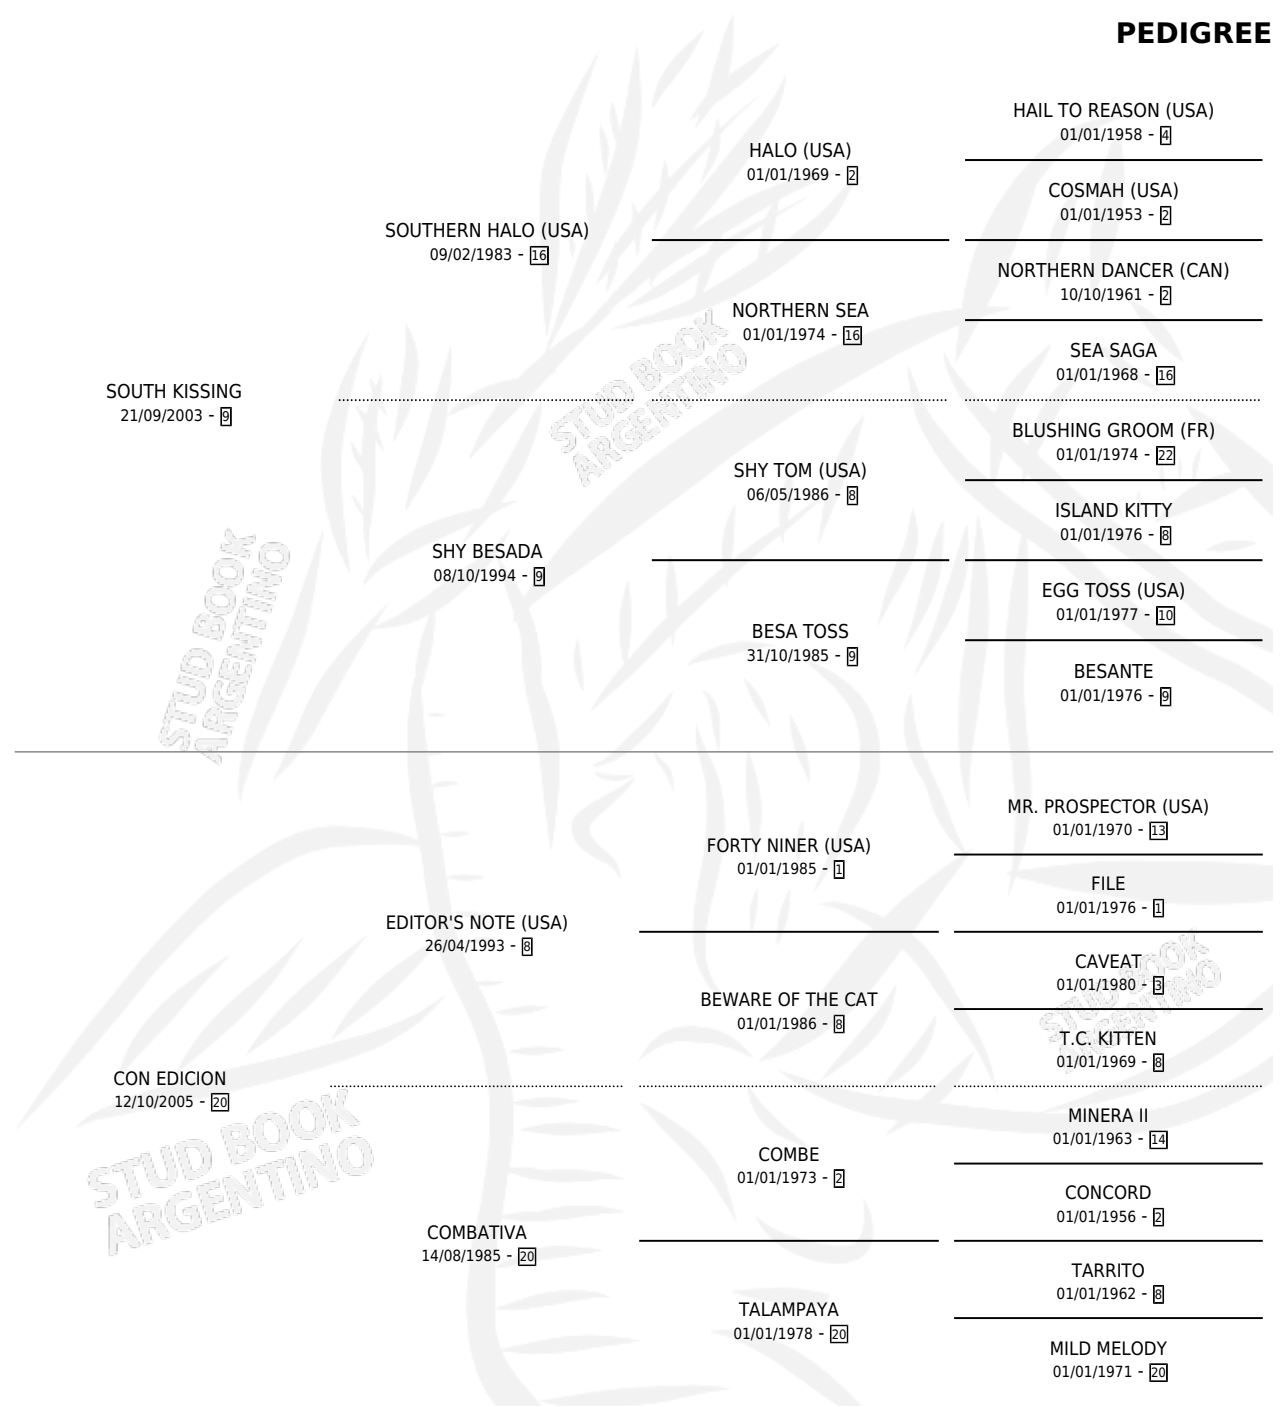 PEDIGREE
HAIL TO REASON (USA)
01/01/1958 - 4
HALO (USA)
01/01/1969 - 2
COSMAH (USA)
01/01/1953 - 2
SOUTHERN HALO (USA)
09/02/1983 - 16
NORTHERN DANCER (CAN)
10/10/1961 - 2
NORTHERN SEA
01/01/1974 - 16
SEA SAGA
01/01/1968 - 16
SOUTH KISSING
21/09/2003 - 9
BLUSHING GROOM (FR)
01/01/1974 - 22
SHY TOM (USA)
06/05/1986 - 8
ISLAND KITTY
01/01/1976 - 8
SHY BESADA
08/10/1994 - 9
EGG TOSS (USA)
01/01/1977 - 10
BESA TOSS
31/10/1985 - 9
BESANTE
01/01/1976 - 9
MR. PROSPECTOR (USA)
01/01/1970 - 13
FORTY NINER (USA)
01/01/1985 - 1
FILE
01/01/1976 - 1
EDITOR'S NOTE (USA)
26/04/1993 - 8
CAVEAT
01/01/1980 - 3
BEWARE OF THE CAT
01/01/1986 - 8
T.C. KITTEN
01/01/1969 - 8
CON EDICION
12/10/2005 - 20
MINERA II
01/01/1963 - 14
COMBE
01/01/1973 - 2
CONCORD
01/01/1956 - 2
COMBATIVA
14/08/1985 - 20
TARRITO
01/01/1962 - 8
TALAMPAYA
01/01/1978 - 20
MILD MELODY
01/01/1971 - 20
STUD BOOK
ARGENTINO
STUD BOOK
ARGENTINO
STUD BOOK
ARGENTINO
STUD BOOK
ARGENTINO